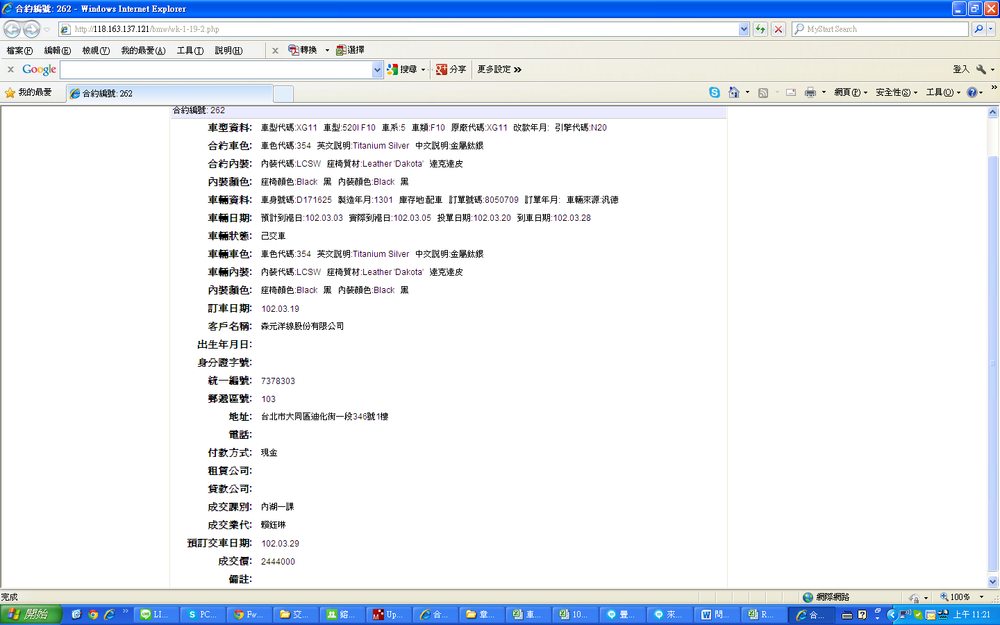 合約編號: 262 - Windows Internet Explorer
http://118.163.137.121/bmw/wk-1-19-2.php
MyStart Search
檔案(F) 編輯(E) 檢視(V) 我的最愛(A) 工具(T) 說明(H) x 轉換 選擇
x Google 搜尋 分享 更多設定 » 登入
我的最愛 合約編號: 262 網頁(P) 安全性(S) 工具(O) »
合約編號: 262
車型資料: 車型代碼:XG11 車型:520I F10 車系:5 車類:F10 原廠代碼:XG11 改款年月: 引擎代碼:N20
合約車色: 車色代碼:354 英文說明:Titanium Silver 中文說明:金屬鈦銀
合約內裝: 內裝代碼:LCSW 座椅質材:Leather 'Dakota' 達克達皮
內裝顏色: 座椅顏色:Black 黑 內裝顏色:Black 黑
車輛資料: 車身號碼:D171625 製造年月:1301 庫存地:配車 訂單號碼:8050709 訂單年月: 車輛來源:汎德
車輛日期: 預計到港日:102.03.03 實際到港日:102.03.05 投單日期:102.03.20 到車日期:102.03.28
車輛狀態: 已交車
車輛車色: 車色代碼:354 英文說明:Titanium Silver 中文說明:金屬鈦銀
車輛內裝: 內裝代碼:LCSW 座椅質材:Leather 'Dakota' 達克達皮
內裝顏色: 座椅顏色:Black 黑 內裝顏色:Black 黑
訂車日期: 102.03.19
客戶名稱: 森元洋線股份有限公司
出生年月日:
身分證字號:
統一編號: 7378303
郵遞區號: 103
地址: 台北市大同區迪化街一段346號1樓
電話:
付款方式: 現金
租賃公司:
貸款公司:
成交課別: 內湖一課
成交業代: 賴鈺琳
預訂交車日期: 102.03.29
成交價: 2444000
備註:
完成 網際網路 100%
開始 » LI... PC... Fw... 交... 鎔... Up... 合... 章... 車... 10... 豐... 來... 問... R... 合... 上午 11:21